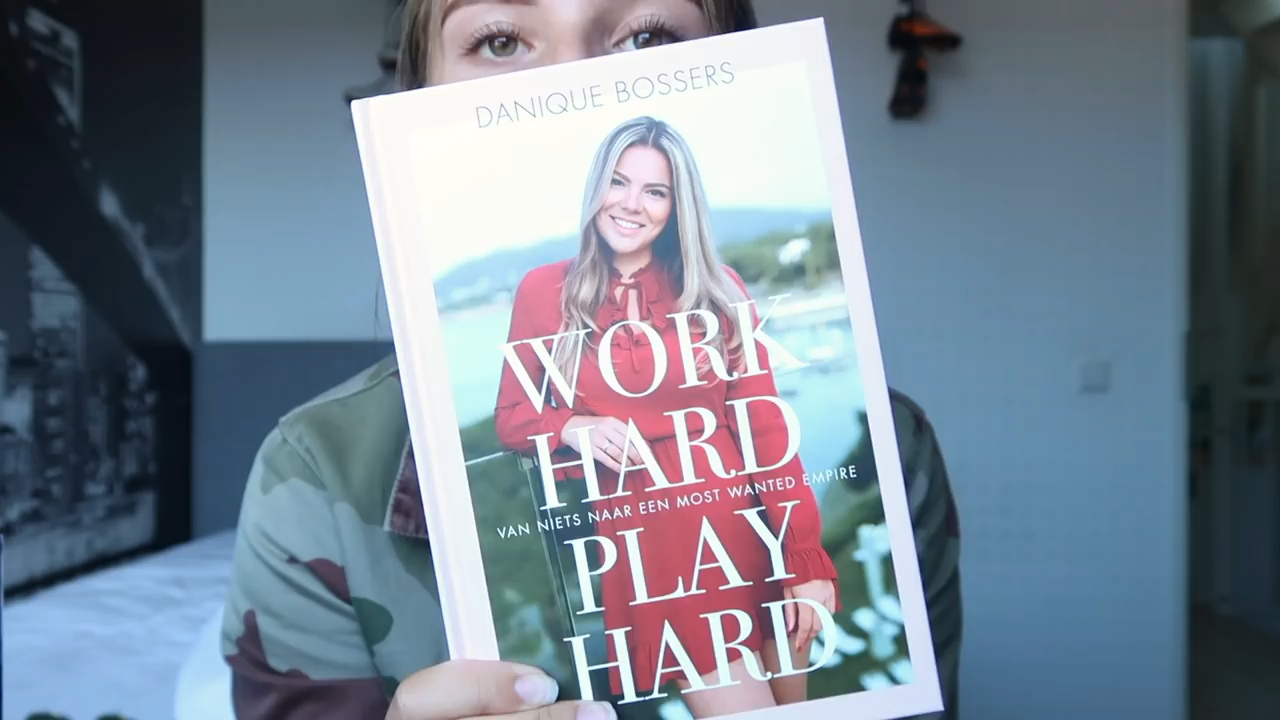 DANIQUE BOSSERS
WORK
HARD
VAN NIETS NAAR EEN MOST WANTED EMPIRE
PLAY
HARD